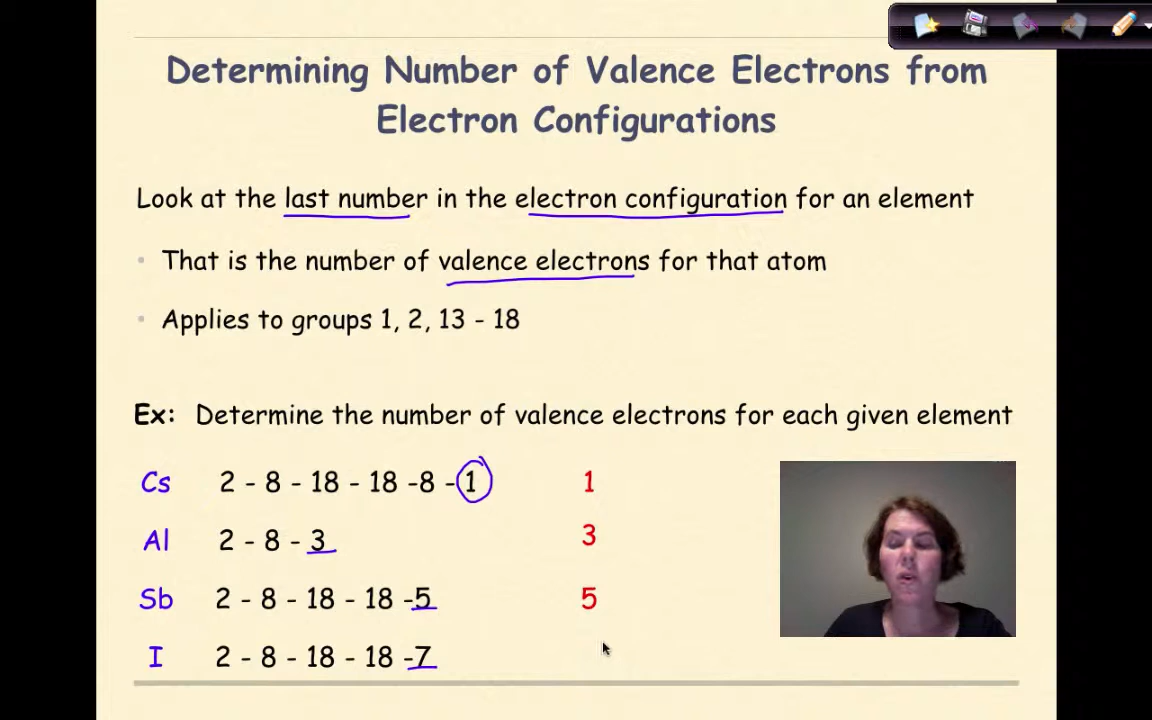 Determining Number of Valence Electrons from
Electron Configurations
Look at the last number in the electron configuration for an element
• That is the number of valence electrons for that atom
• Applies to groups 1, 2, 13 - 18
Ex: Determine the number of valence electrons for each given element
Cs 2 - 8 - 18 - 18 -8 - 1 1
Al 2 - 8 - 3 3
Sb 2 - 8 - 18 - 18 -5 5
I 2 - 8 - 18 - 18 -7